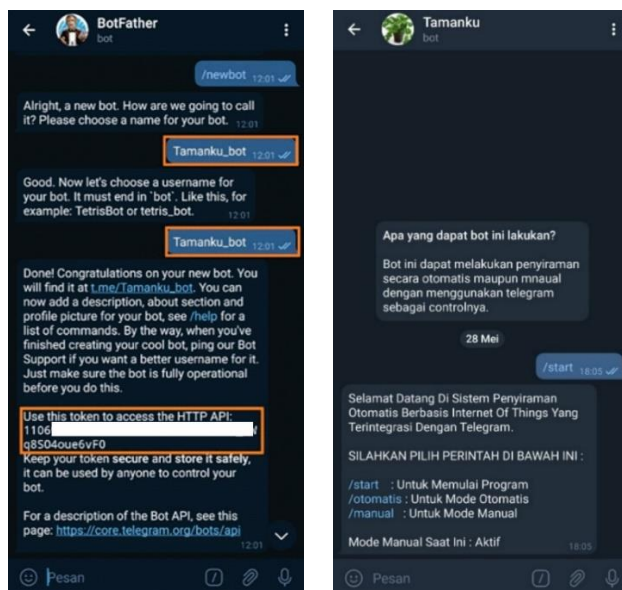 BotFather
bot
/newbot 12:01
Alright, a new bot. How are we going to call
it? Please choose a name for your bot. 12:01
Tamanku_bot 12:01
Good. Now let's choose a username for
your bot. It must end in `bot`. Like this, for
example: TetrisBot or tetris_bot. 12:01
Tamanku_bot 12:01
Done! Congratulations on your new bot. You
will find it at t.me/Tamanku_bot. You can
now add a description, about section and
profile picture for your bot, see /help for a
list of commands. By the way, when you've
finished creating your cool bot, ping our Bot
Support if you want a better username for it.
Just make sure the bot is fully operational
before you do this.
Use this token to access the HTTP API:
1106
q8S04oue6vF0
Keep your token secure and store it safely,
it can be used by anyone to control your
bot.
For a description of the Bot API, see this
page: https://core.telegram.org/bots/api
12:01
Pesan
Tamanku
bot
Apa yang dapat bot ini lakukan?
Bot ini dapat melakukan penyiraman
secara otomatis maupun mnaual
dengan menggunakan telegram
sebagai controlnya.
28 Mei
/start 18:05
Selamat Datang Di Sistem Penyiraman
Otomatis Berbasis Internet Of Things Yang
Terintegrasi Dengan Telegram.
SILAHKAN PILIH PERINTAH DI BAWAH INI :
/start : Untuk Memulai Program
/otomatis : Untuk Mode Otomatis
/manual : Untuk Mode Manual
Mode Manual Saat Ini : Aktif 18:05
Pesan